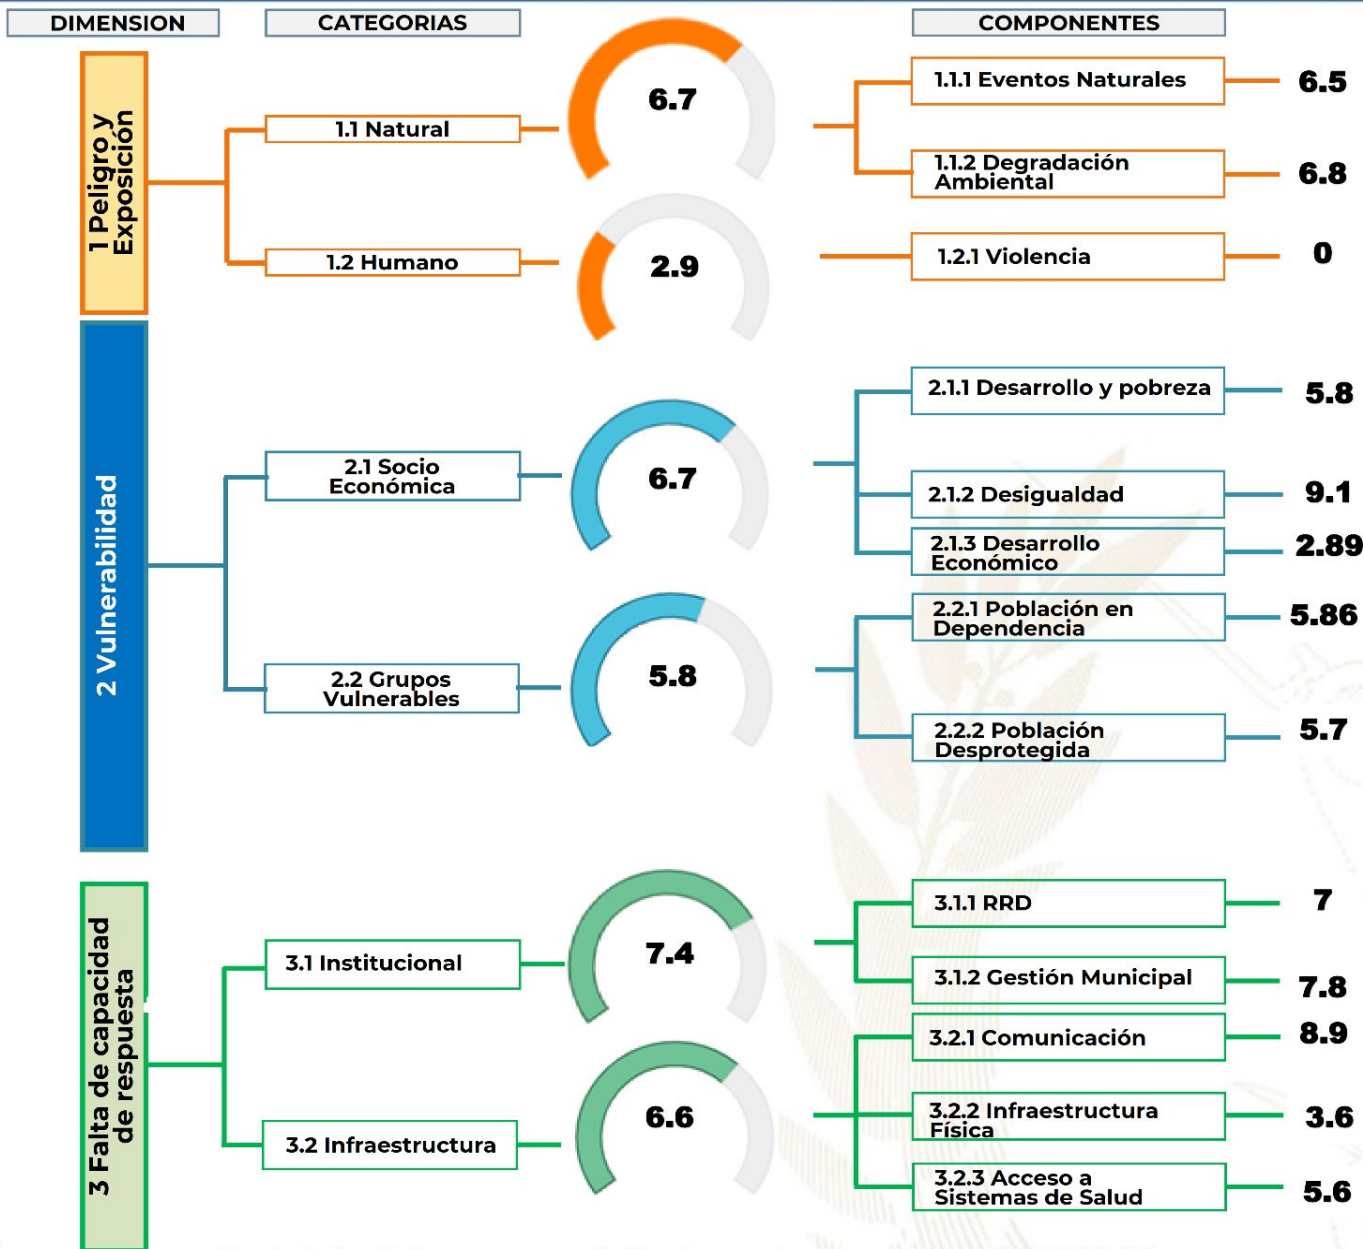 DIMENSION
CATEGORIAS
COMPONENTES
1 Peligro y
Exposición
1.1 Natural
6.7
1.1.1 Eventos Naturales
6.5
1.1.2 Degradación
Ambiental
6.8
1.2 Humano
2.9
1.2.1 Violencia
0
2 Vulnerabilidad
2.1 Socio
Económica
6.7
2.1.1 Desarrollo y pobreza
5.8
2.1.2 Desigualdad
9.1
2.1.3 Desarrollo
Económico
2.89
2.2 Grupos
Vulnerables
5.8
2.2.1 Población en
Dependencia
5.86
2.2.2 Población
Desprotegida
5.7
3 Falta de capacidad
de respuesta
3.1 Institucional
7.4
3.1.1 RRD
7
3.1.2 Gestión Municipal
7.8
3.2 Infraestructura
6.6
3.2.1 Comunicación
8.9
3.2.2 Infraestructura
Física
3.6
3.2.3 Acceso a
Sistemas de Salud
5.6